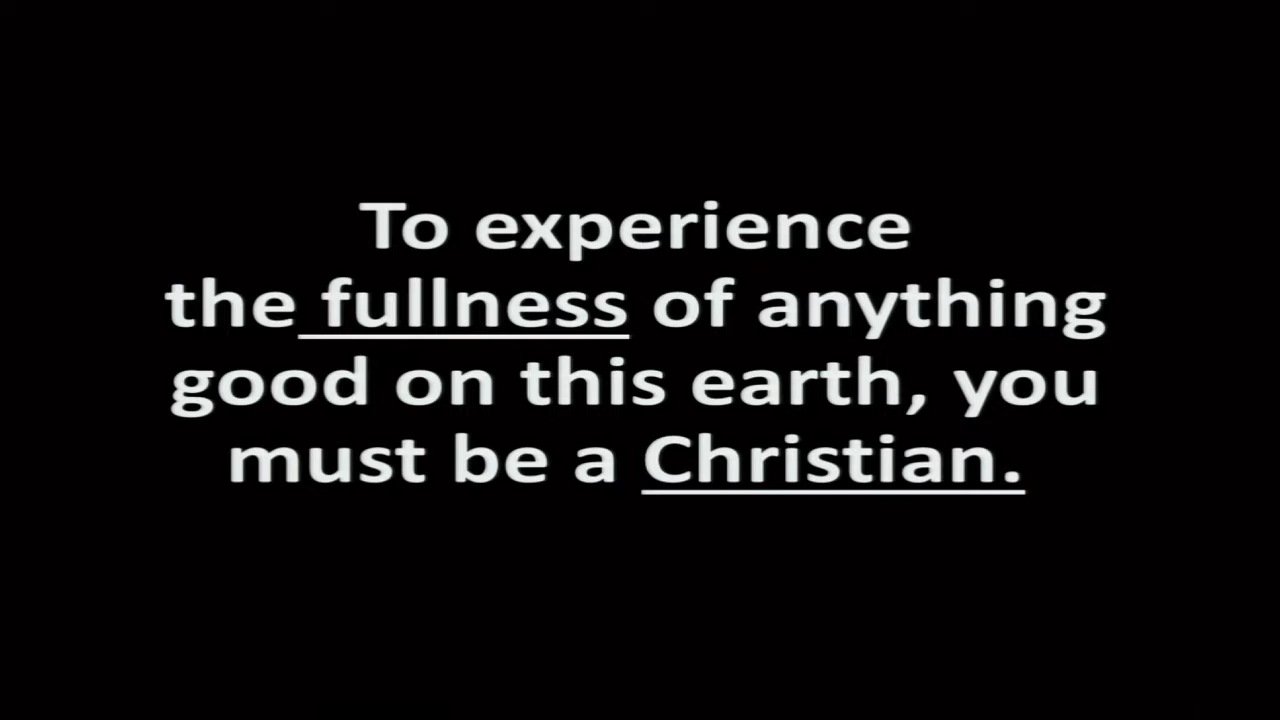 To experience
the fullness of anything
good on this earth, you
must be a Christian.